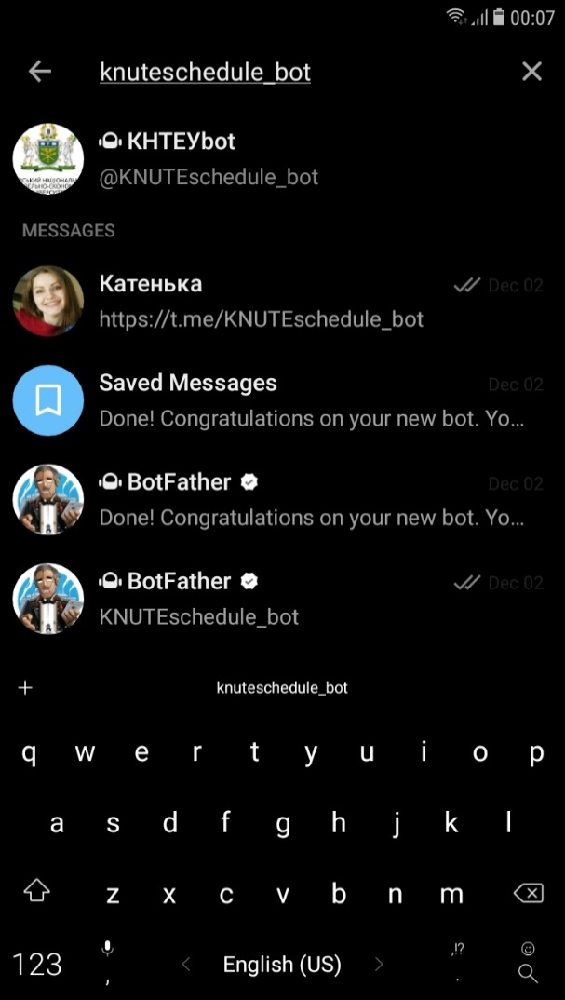 00:07
knuteschedule_bot
КНТЕУbot
@KNUTEschedule_bot
MESSAGES
Катенька
Dec 02
https://t.me/KNUTEschedule_bot
Saved Messages
Dec 02
Done! Congratulations on your new bot. Yo...
BotFather
Dec 02
Done! Congratulations on your new bot. Yo...
BotFather
Dec 02
KNUTEschedule_bot
+ knuteschedule_bot
q w e r t y u i o p
a s d f g h j k l
z x c v b n m
123 , < English (US) > ,!? .